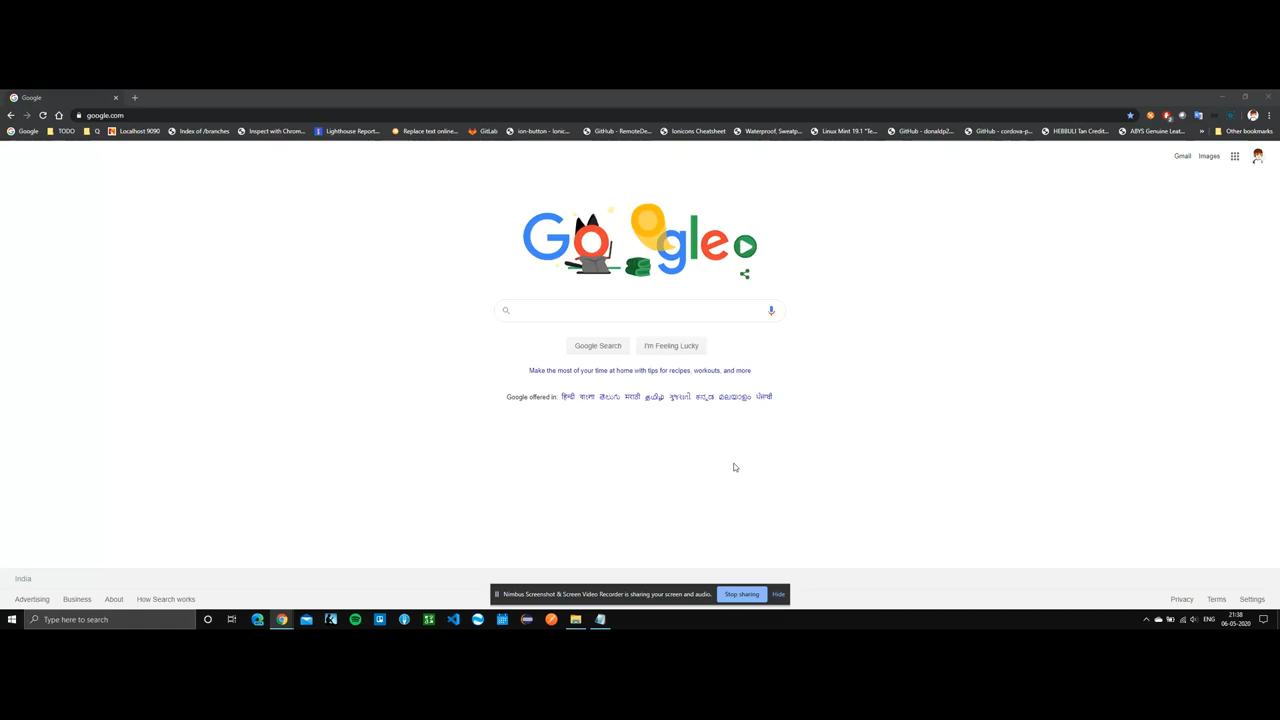 Google
google.com
Google TODO Q Localhost 9090 Index of /branches Inspect with Chrom... Lighthouse Report... Replace text online... GitLab ion-button - Ionic... GitHub - RemoteDe... Ionicons Cheatsheet Waterproof, Sweatp... Linux Mint 19.1 "Te... GitHub - donaldp2... GitHub - cordova-p... HEBBULI Tan Credit... ABYS Genuine Leat... » Other bookmarks
Gmail Images
Google
Google Search I'm Feeling Lucky
Make the most of your time at home with tips for recipes, workouts, and more
Google offered in: हिन्दी বাংলা తెలుగు मराठी தமிழ் ગુજરાતી ಕನ್ನಡ മലയാളം ਪੰਜਾਬੀ
India
Nimbus Screenshot & Screen Video Recorder is sharing your screen and audio. Stop sharing Hide
Advertising Business About How Search works Privacy Terms Settings
Type here to search ENG 21:38
06-05-2020